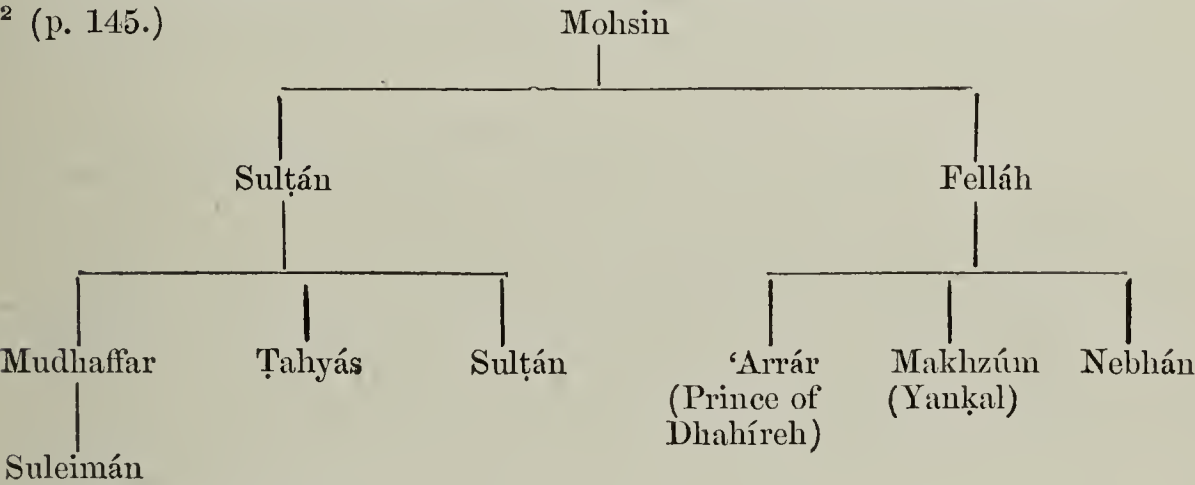 ² (p. 145.)
Mohsin
Sulṭán Felláh
Mudhaffar Ṭahyás Sulṭán ‘Arrár Makhzúm Nebhán
(Prince of (Yanḳal)
Dhahíreh)
Suleimán